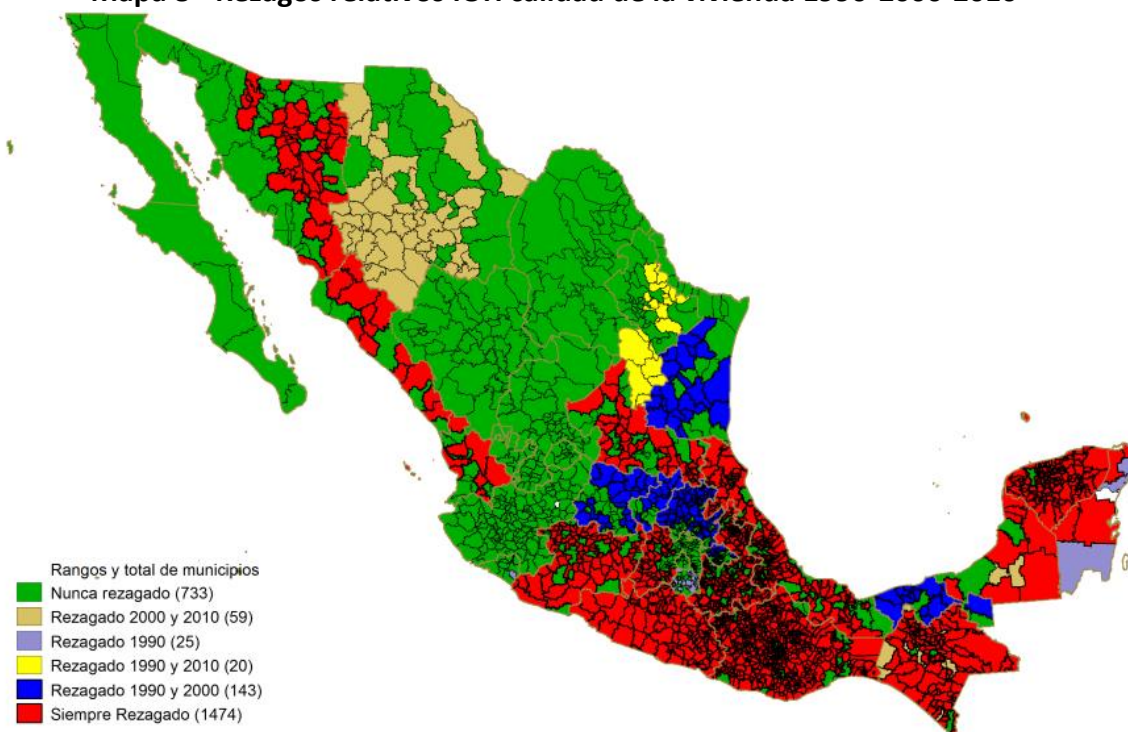 Rangos y total de municipios
Nunca rezagado (733)
Rezagado 2000 y 2010 (59)
Rezagado 1990 (25)
Rezagado 1990 y 2010 (20)
Rezagado 1990 y 2000 (143)
Siempre Rezagado (1474)